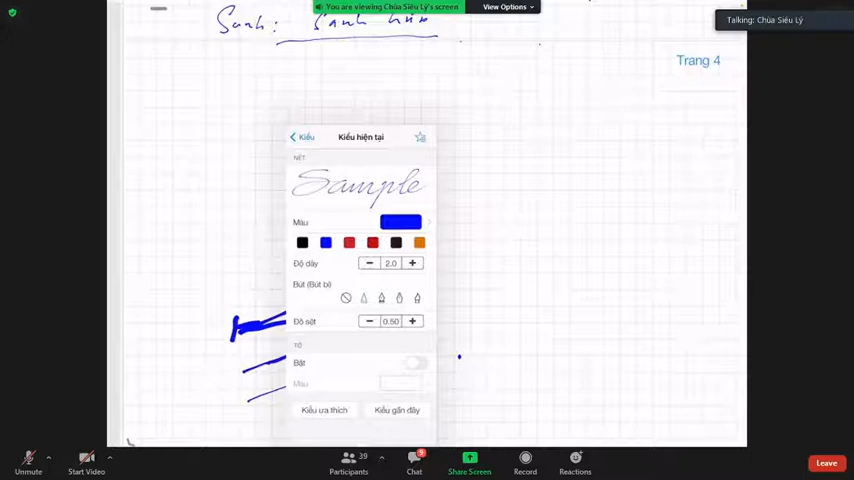 You are viewing Chùa Siêu Lý's screen
View Options
Talking: Chùa Siêu Lý
Sanh:
Trang 4
Kiểu
Kiểu hiện tại
NÉT
Sample
Màu
Độ dày
2.0
Bút (Bút bi)
Độ sệt
0.50
TÔ
Bật
Màu
Kiểu ưa thích
Kiểu gần đây
Unmute
Start Video
39
Participants
9
Chat
Share Screen
Record
Reactions
Leave